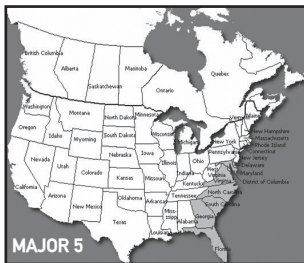 British Columbia
Alberta
Saskatchewan
Manitoba
Ontario
Quebec
Washington
Montana
North Dakota
Minnesota
Oregon
Idaho
Wyoming
South Dakota
Wisconsin
Michigan
New York
Vermont
New Hampshire
Massachusetts
Rhode Island
Connecticut
New Jersey
Delaware
Maryland
District of Columbia
Nevada
Utah
Colorado
Nebraska
Iowa
Illinois
Indiana
Ohio
Pennsylvania
California
Arizona
New Mexico
Kansas
Missouri
Kentucky
Virginia
Oklahoma
Arkansas
Tennessee
North Carolina
South Carolina
Texas
Louisiana
Miss-
issippi
Alabama
Georgia
Florida
MAJOR 5